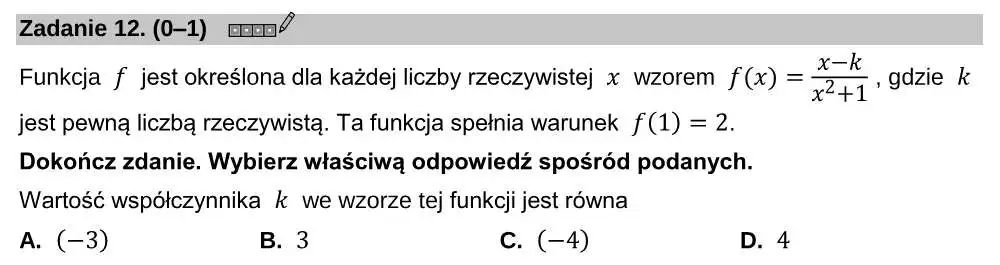 Zadanie 12. (0–1)
Funkcja f jest określona dla każdej liczby rzeczywistej x wzorem f(x) = \frac{x-k}{x^2+1}, gdzie k
jest pewną liczbą rzeczywistą. Ta funkcja spełnia warunek f(1) = 2.
Dokończ zdanie. Wybierz właściwą odpowiedź spośród podanych.
Wartość współczynnika k we wzorze tej funkcji jest równa
A. (−3) B. 3 C. (−4) D. 4